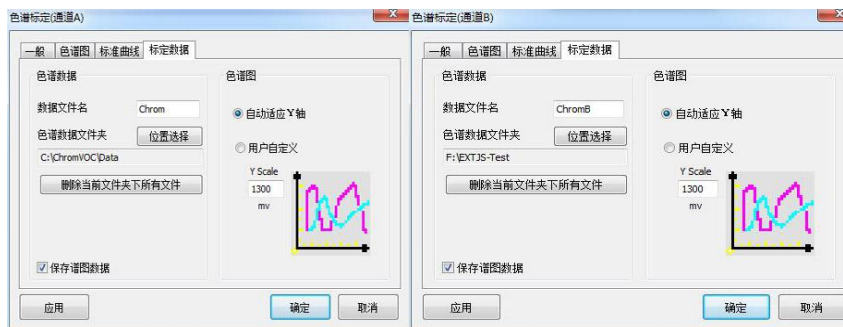 色谱标定(通道A)
一般 色谱图 标准曲线 标定数据
色谱数据
数据文件名 Chrom
色谱数据文件夹 位置选择
C:\ChromVOC\Data
删除当前文件夹下所有文件
保存谱图数据
色谱图
自动适应Y轴
用户自定义
Y Scale
1300
mv
应用 确定 取消
色谱标定(通道B)
一般 色谱图 标准曲线 标定数据
色谱数据
数据文件名 ChromB
色谱数据文件夹 位置选择
F:\EXTJS-Test
删除当前文件夹下所有文件
保存谱图数据
色谱图
自动适应Y轴
用户自定义
Y Scale
1300
mv
应用 确定 取消